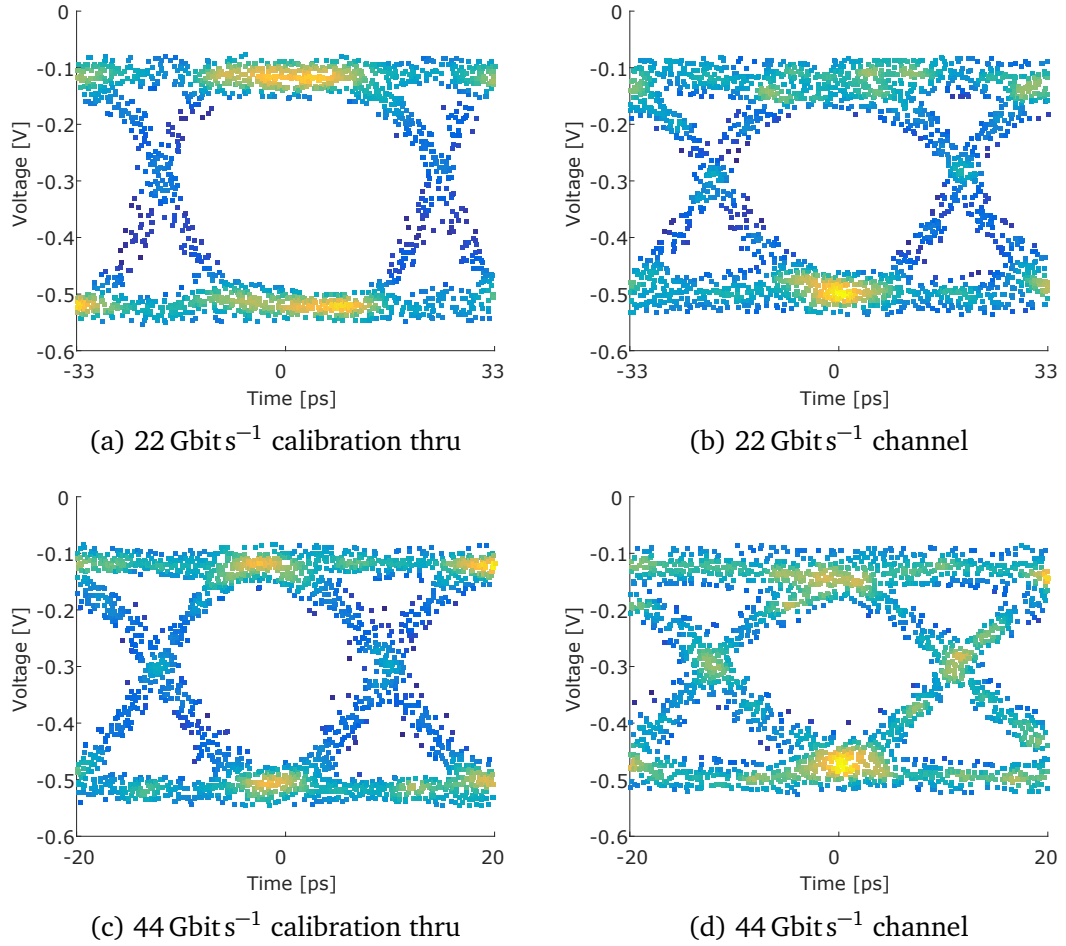 0
-0.1
-0.2
-0.3
-0.4
-0.5
-0.6
Voltage [V]
-33 0 33
Time [ps]
(a) 22 Gbit s−1 calibration thru
0
-0.1
-0.2
-0.3
-0.4
-0.5
-0.6
Voltage [V]
-33 0 33
Time [ps]
(b) 22 Gbit s−1 channel
0
-0.1
-0.2
-0.3
-0.4
-0.5
-0.6
Voltage [V]
-20 0 20
Time [ps]
(c) 44 Gbit s−1 calibration thru
0
-0.1
-0.2
-0.3
-0.4
-0.5
-0.6
Voltage [V]
-20 0 20
Time [ps]
(d) 44 Gbit s−1 channel